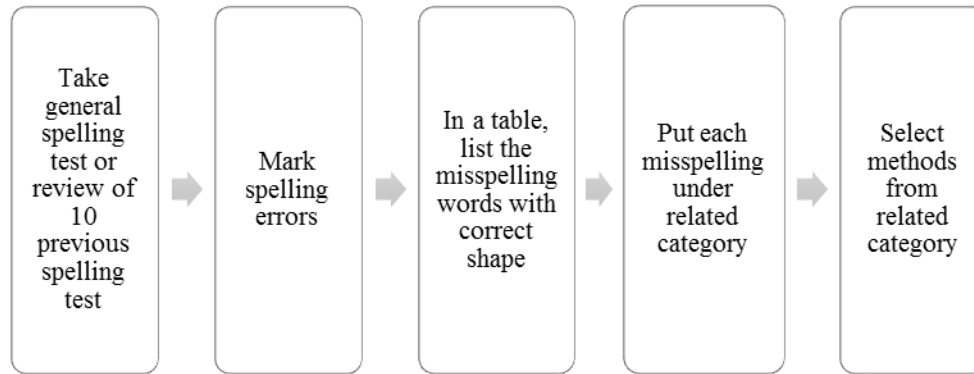 Take
general
spelling
test or
review of
10
previous
spelling
test
Mark
spelling
errors
In a table,
list the
misspelling
words with
correct
shape
Put each
misspelling
under
related
category
Select
methods
from
related
category